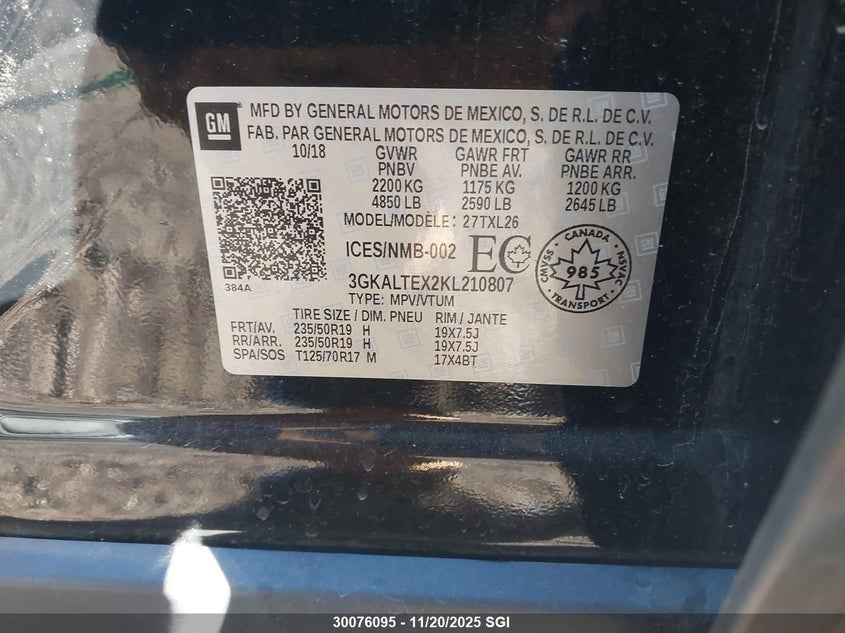 GM
MFD BY GENERAL MOTORS DE MEXICO, S. DE R.L. DE C.V.
FAB. PAR GENERAL MOTORS DE MEXICO, S. DE R.L. DE C.V.
10/18 GVWR GAWR FRT GAWR RR
PNBV PNBE AV. PNBE ARR.
2200 KG 1175 KG 1200 KG
4850 LB 2590 LB 2645 LB
MODEL/MODÈLE: 27TXL26
ICES/NMB-002 EC
384A
3GKALTEX2KL210807
TYPE: MPV/VTUM
CANADA
CMVSS 985 NSVAC
TRANSPORT
TIRE SIZE / DIM. PNEU RIM / JANTE
FRT/AV. 235/50R19 H 19X7.5J
RR/ARR. 235/50R19 H 19X7.5J
SPA/SOS T125/70R17 M 17X4BT
30076095 - 11/20/2025 SGI